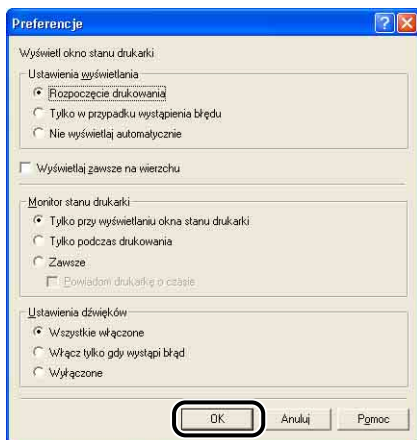 Preferencje
Wyświetl okno stanu drukarki
Ustawienia wyświetlania
Rozpoczęcie drukowania
Tylko w przypadku wystąpienia błędu
Nie wyświetlaj automatycznie
Wyświetlaj zawsze na wierzchu
Monitor stanu drukarki
Tylko przy wyświetlaniu okna stanu drukarki
Tylko podczas drukowania
Zawsze
Powiadom drukarkę o czasie
Ustawienia dźwięków
Wszystkie włączone
Włącz tylko gdy wystąpi błąd
Wyłączone
OK Anuluj Pomoc